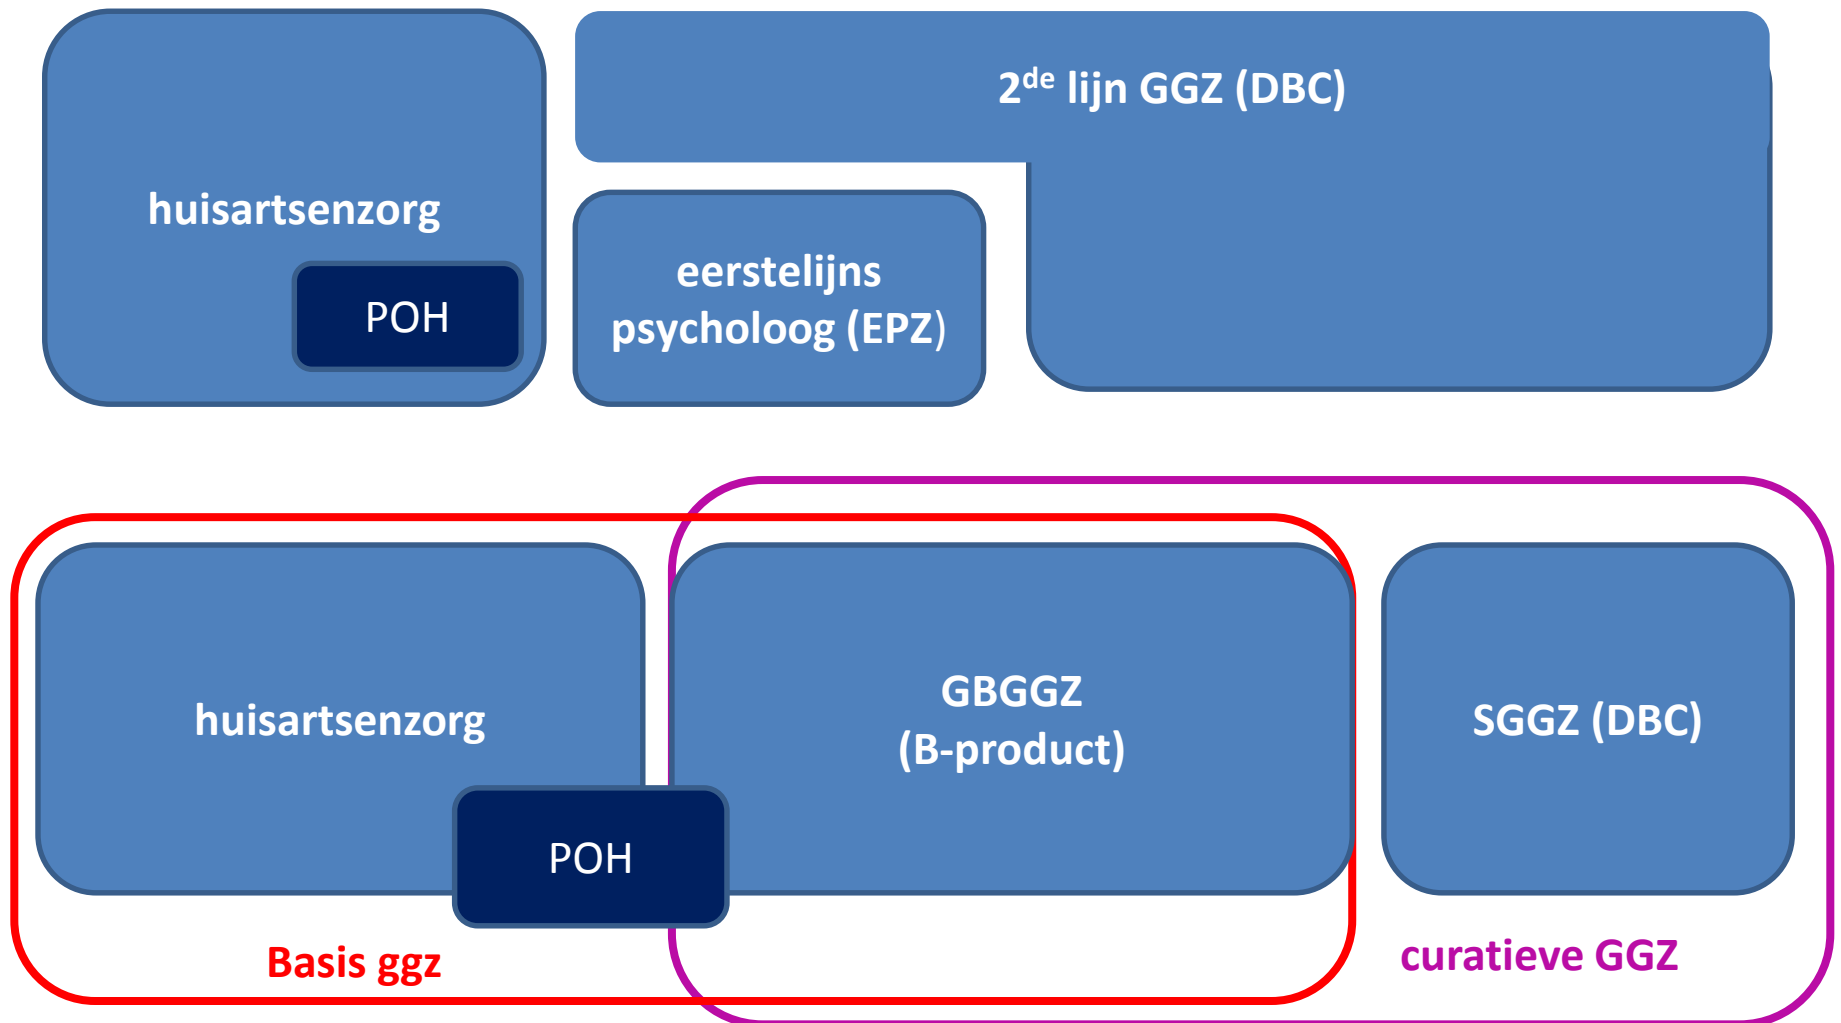 2de lijn GGZ (DBC)
huisartsenzorg
POH
eerstelijns
psycholoog (EPZ)
huisartsenzorg
POH
GBGGZ
(B-product)
SGGZ (DBC)
Basis ggz
curatieve GGZ